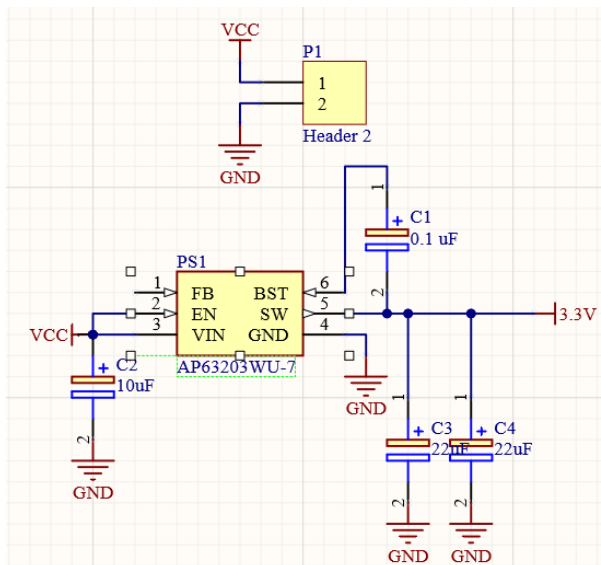 VCC
P1
1
2
Header 2
GND
1
C1
0.1 uF
2
PS1
1
FB
BST
6
2
EN
SW
5
3
VIN
GND
4
VCC
3.3V
AP63203WU-7
C2
10uF
2
GND
GND
1
C3
22uF
2
GND
1
C4
22uF
2
GND